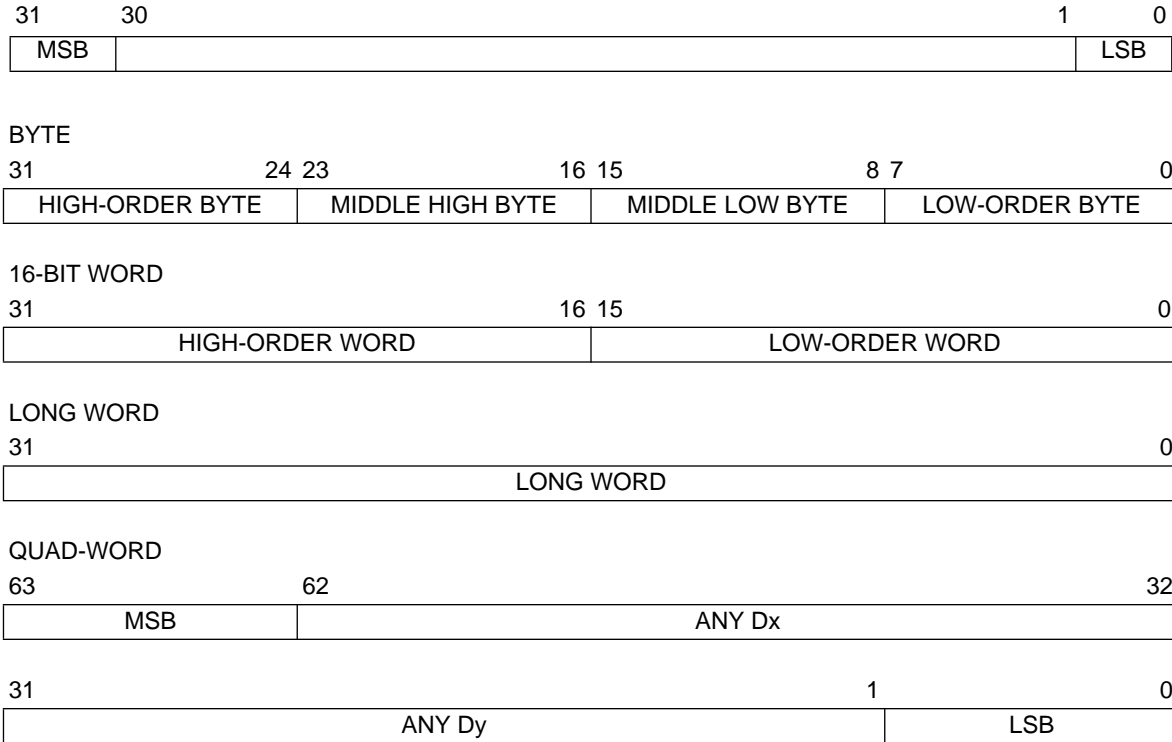 31 30 1 0
MSB LSB
BYTE
31 24 23 16 15 8 7 0
HIGH-ORDER BYTE MIDDLE HIGH BYTE MIDDLE LOW BYTE LOW-ORDER BYTE
16-BIT WORD
31 16 15 0
HIGH-ORDER WORD LOW-ORDER WORD
LONG WORD
31 0
LONG WORD
QUAD-WORD
63 62 32
MSB ANY Dx
31 1 0
ANY Dy LSB